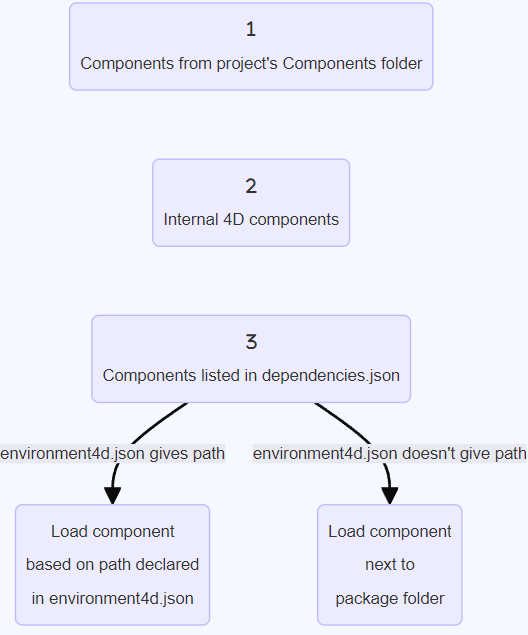 1
Components from project's Components folder
2
Internal 4D components
3
Components listed in dependencies.json
environment4d.json gives path
environment4d.json doesn't give path
Load component
based on path declared
in environment4d.json
Load component
next to
package folder